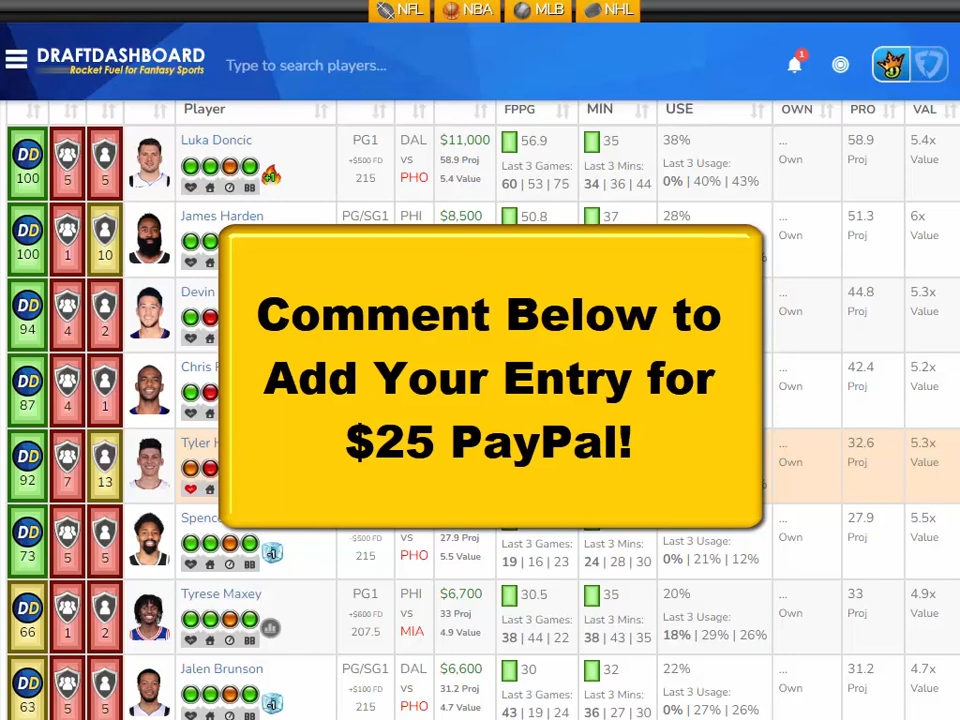 NFL NBA MLB NHL
DRAFTDASHBOARD
Rocket Fuel for Fantasy Sports
Type to search players...
1
Player FPPG MIN USE OWN PRO VAL
DD 100 5 5 Luka Doncic +1 PG1 +$500 FD 215 DAL VS PHO $11,000 58.9 Proj 5.4 Value 56.9 Last 3 Games: 60 | 53 | 75 35 Last 3 Mins: 34 | 36 | 44 38% Last 3 Usage: 0% | 40% | 43% ... Own 58.9 Proj 5.4x Value
DD 100 1 10 James Harden PG/SG1 PHI $8,500 50.8 37 28% ... Own 51.3 Proj 6x Value
DD 94 4 2 Devin ... Own 44.8 Proj 5.3x Value
DD 87 4 1 Chris ... Own 42.4 Proj 5.2x Value
DD 92 7 13 Tyler ... Own 32.6 Proj 5.3x Value
Comment Below to
Add Your Entry for
$25 PayPal!
DD 73 5 5 Spence -1 -$500 FD 215 VS PHO 27.9 Proj 5.5 Value Last 3 Games: 19 | 16 | 23 Last 3 Mins: 24 | 28 | 30 Last 3 Usage: 0% | 21% | 12% ... Own 27.9 Proj 5.5x Value
DD 66 1 2 Tyrese Maxey PG1 +$600 FD 207.5 PHI VS MIA $6,700 33 Proj 4.9 Value 30.5 Last 3 Games: 38 | 44 | 22 35 Last 3 Mins: 38 | 43 | 35 20% Last 3 Usage: 18% | 29% | 26% ... Own 33 Proj 4.9x Value
DD 63 5 5 Jalen Brunson -1 PG/SG1 +$100 FD 215 DAL VS PHO $6,600 31.2 Proj 4.7 Value 30 Last 3 Games: 43 | 19 | 24 32 Last 3 Mins: 36 | 27 | 30 22% Last 3 Usage: 0% | 27% | 26% ... Own 31.2 Proj 4.7x Value